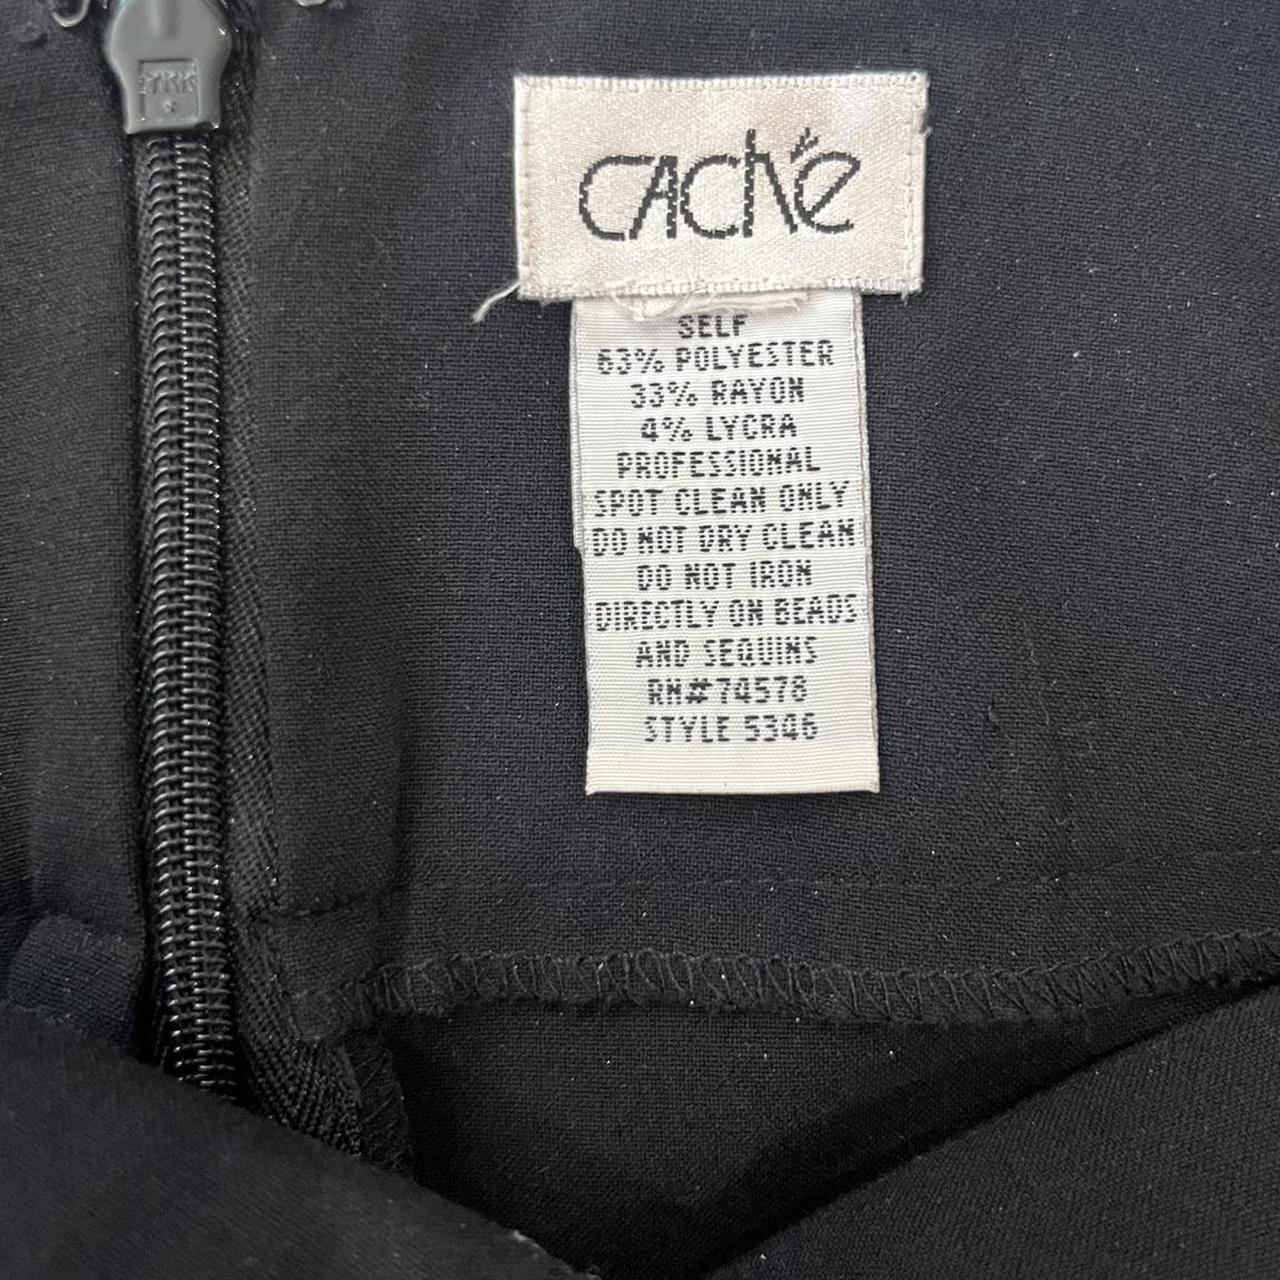 YKK
caché
SELF
63% POLYESTER
33% RAYON
4% LYCRA
PROFESSIONAL
SPOT CLEAN ONLY
DO NOT DRY CLEAN
DO NOT IRON
DIRECTLY ON BEADS
AND SEQUINS
RN#74578
STYLE 5346